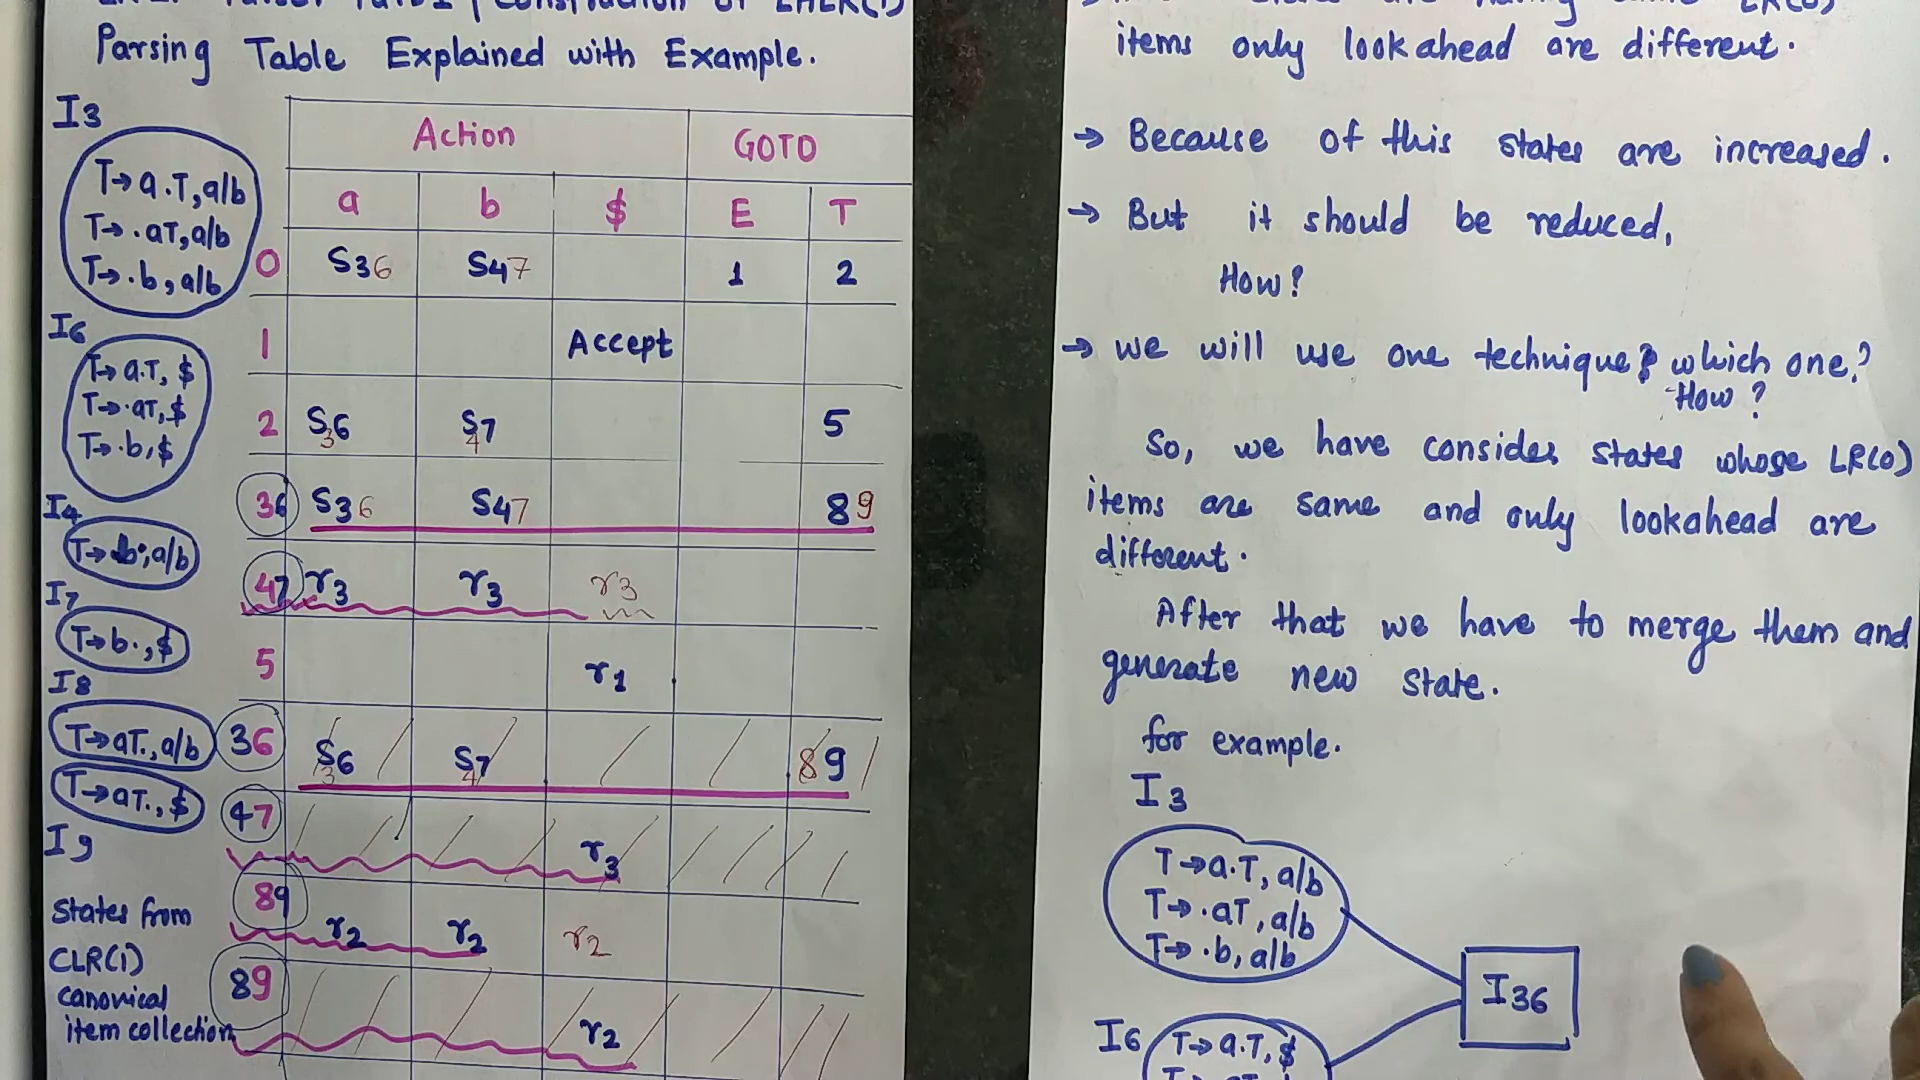 Parsing Table Explained with Example.
I3
T→a.T, a/b
T→.aT, a/b
T→.b, a/b
I6
T→a.T, $
T→.aT, $
T→.b, $
I4
T→b., a/b
I7
T→b., $
I8
T→aT., a/b
T→aT., $
I9
States from
CLR(1)
canonical
item collection
Action GOTO
a b $ E T
0 S36 S47 1 2
1 Accept
2 S36 S47 5
36 S36 S47 89
47 r3 r3 r3
5 r1
36 S36 S47 89
47 r3
89 r2 r2 r2
89 r2
items only lookahead are different.
→ Because of this states are increased.
→ But it should be reduced,
How?
→ we will use one technique? which one?
How?
So, we have consider states whose LR(0)
items are same and only lookahead are
different.
After that we have to merge them and
generate new state.
for example.
I3
T→a.T, a/b
T→.aT, a/b
T→.b, a/b
I36
I6
T→a.T, $